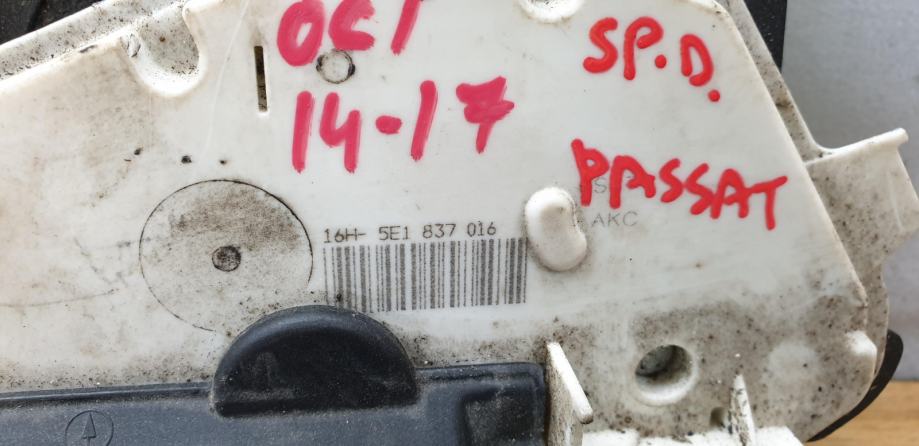 OCT
SP.D.
14-17
PASSAT
AKC
16H- 5E1 837 016